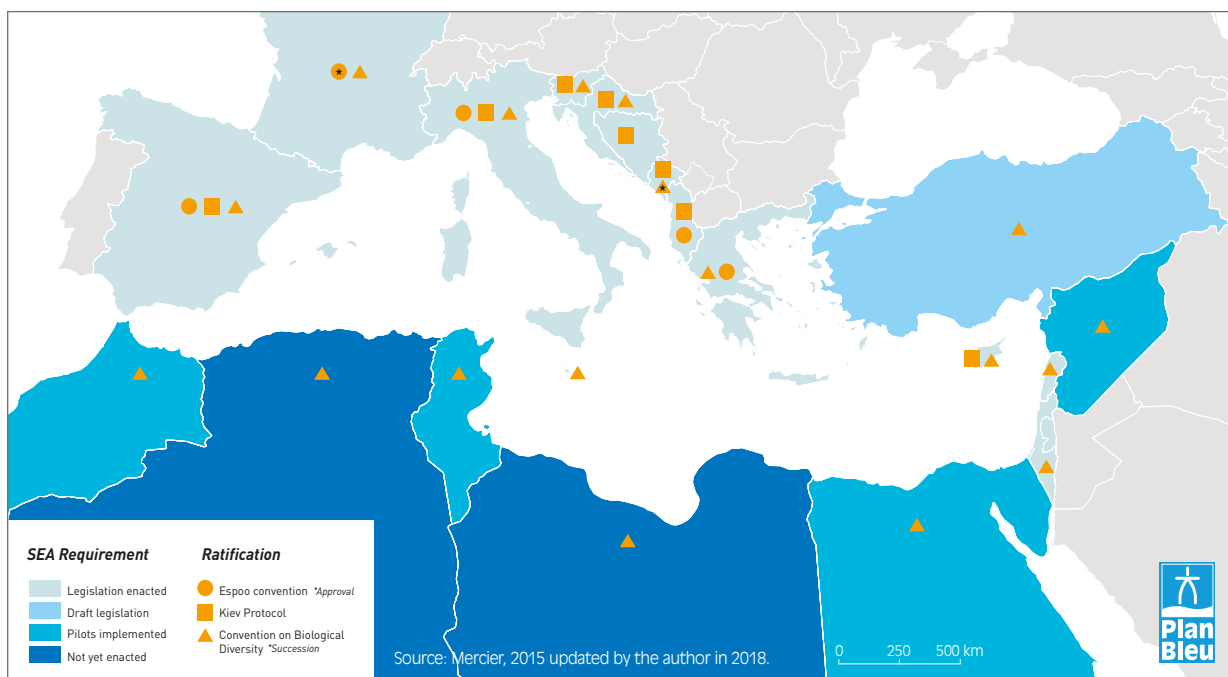 SEA Requirement
Legislation enacted
Draft legislation
Pilots implemented
Not yet enacted
Ratification
Espoo convention *Approval
Kiev Protocol
Convention on Biological
Diversity *Succession
Source: Mercier, 2015 updated by the author in 2018.
0 250 500 km
Plan
Bleu